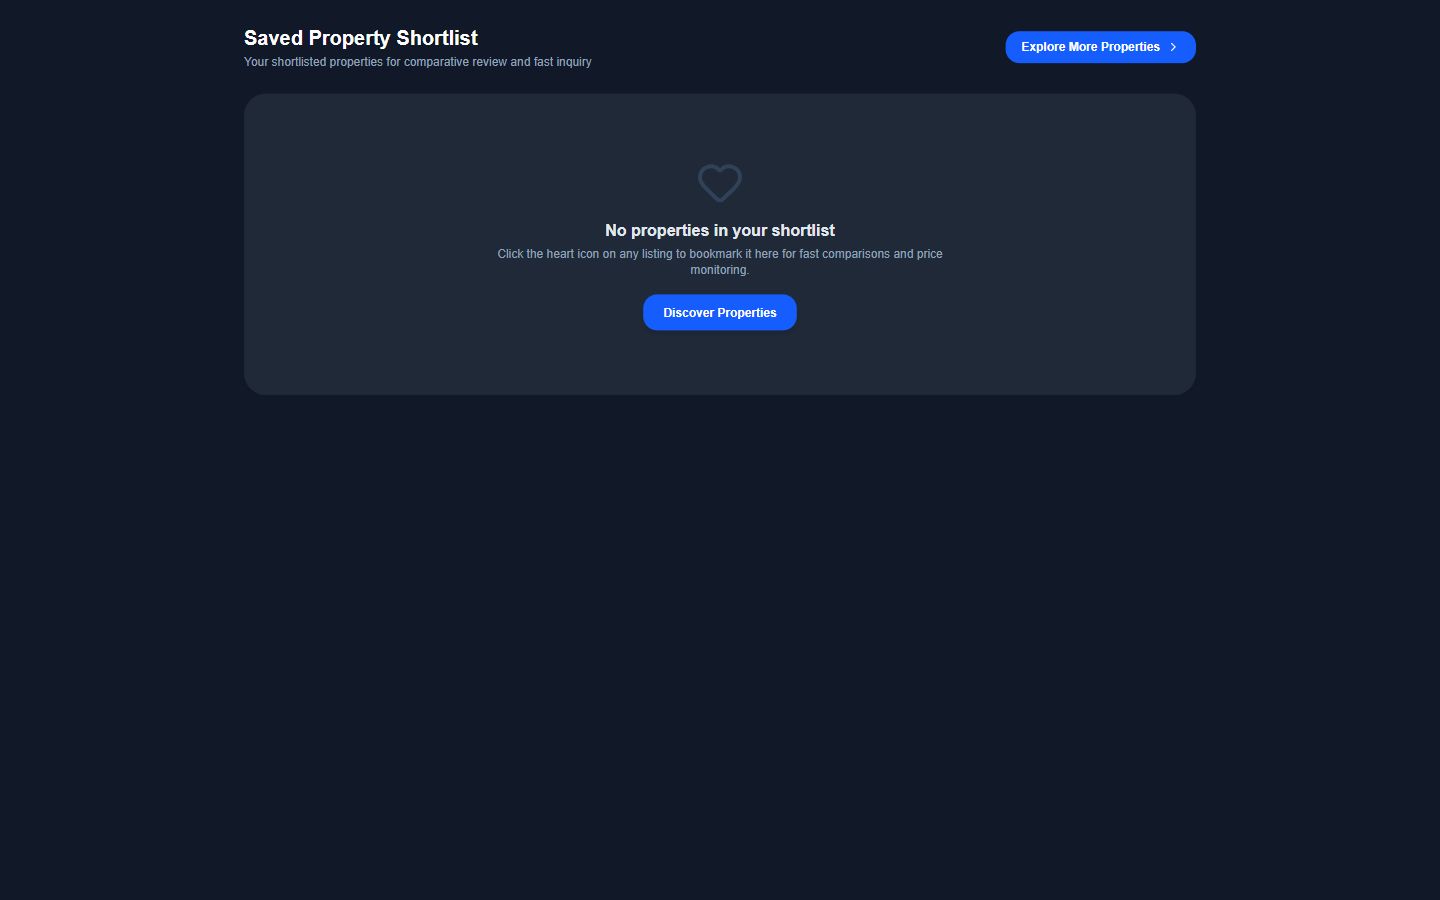 Saved Property Shortlist
Your shortlisted properties for comparative review and fast inquiry
Explore More Properties
No properties in your shortlist
Click the heart icon on any listing to bookmark it here for fast comparisons and price
monitoring.
Discover Properties